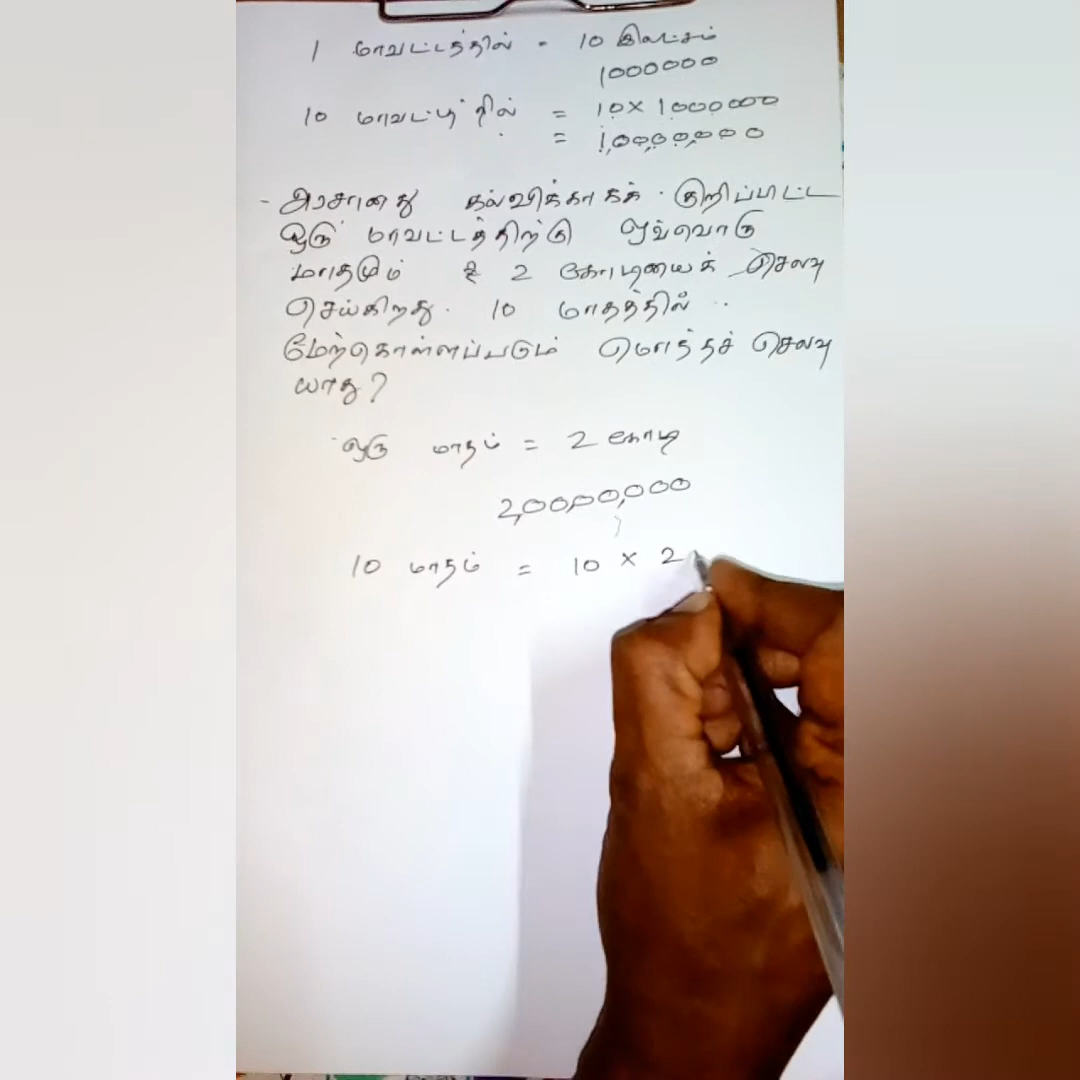 1 மாவட்டத்தில் = 10 இலட்சம்
1000000
10 மாவட்டத்தில் = 10 × 1000000
= 1,00,00,000
- அரசானது கல்விக்காகக் குறிப்பிட்ட
ஒரு மாவட்டத்திற்கு ஒவ்வொரு
மாதமும் ₹ 2 கோடியைச் செலவு
செய்கிறது. 10 மாதத்தில்
மேற்கொள்ளப்படும் மொத்தச் செலவு
யாது?
ஒரு மாதம் = 2 கோடி
2,00,00,000
10 மாதம் = 10 × 2